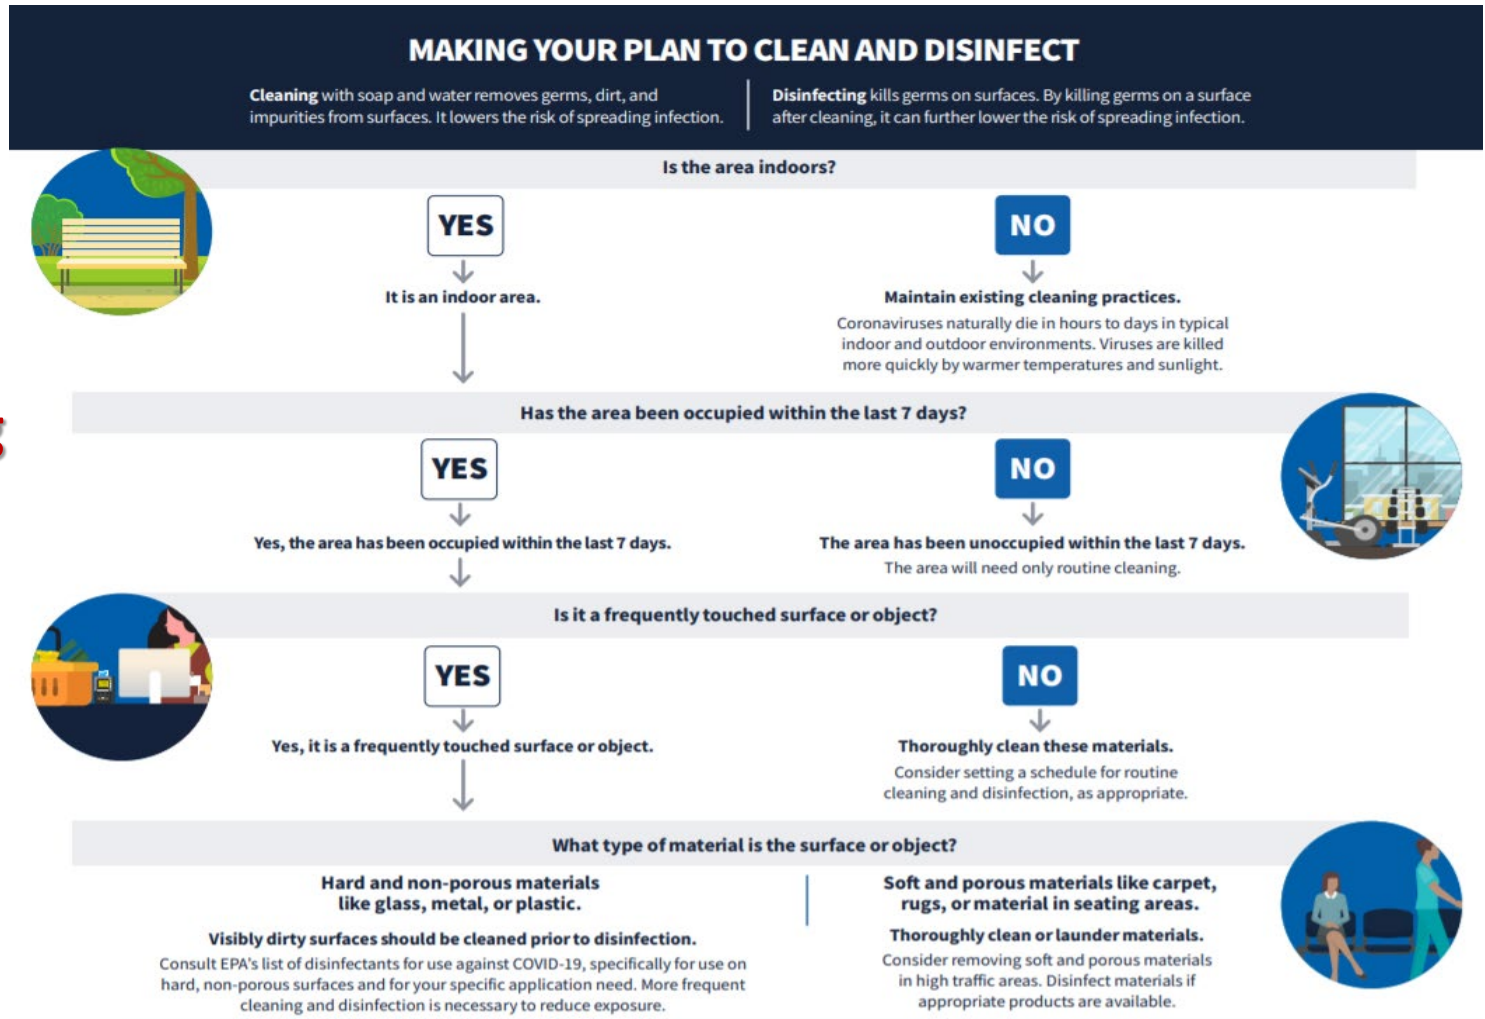 MAKING YOUR PLAN TO CLEAN AND DISINFECT
Cleaning with soap and water removes germs, dirt, and
impurities from surfaces. It lowers the risk of spreading infection.
Disinfecting kills germs on surfaces. By killing germs on a surface
after cleaning, it can further lower the risk of spreading infection.
Is the area indoors?
YES
It is an indoor area.
NO
Maintain existing cleaning practices.
Coronaviruses naturally die in hours to days in typical
indoor and outdoor environments. Viruses are killed
more quickly by warmer temperatures and sunlight.
Has the area been occupied within the last 7 days?
YES
Yes, the area has been occupied within the last 7 days.
NO
The area has been unoccupied within the last 7 days.
The area will need only routine cleaning.
Is it a frequently touched surface or object?
YES
Yes, it is a frequently touched surface or object.
NO
Thoroughly clean these materials.
Consider setting a schedule for routine
cleaning and disinfection, as appropriate.
What type of material is the surface or object?
Hard and non-porous materials
like glass, metal, or plastic.
Visibly dirty surfaces should be cleaned prior to disinfection.
Consult EPA's list of disinfectants for use against COVID-19, specifically for use on
hard, non-porous surfaces and for your specific application need. More frequent
cleaning and disinfection is necessary to reduce exposure.
Soft and porous materials like carpet,
rugs, or material in seating areas.
Thoroughly clean or launder materials.
Consider removing soft and porous materials
in high traffic areas. Disinfect materials if
appropriate products are available.